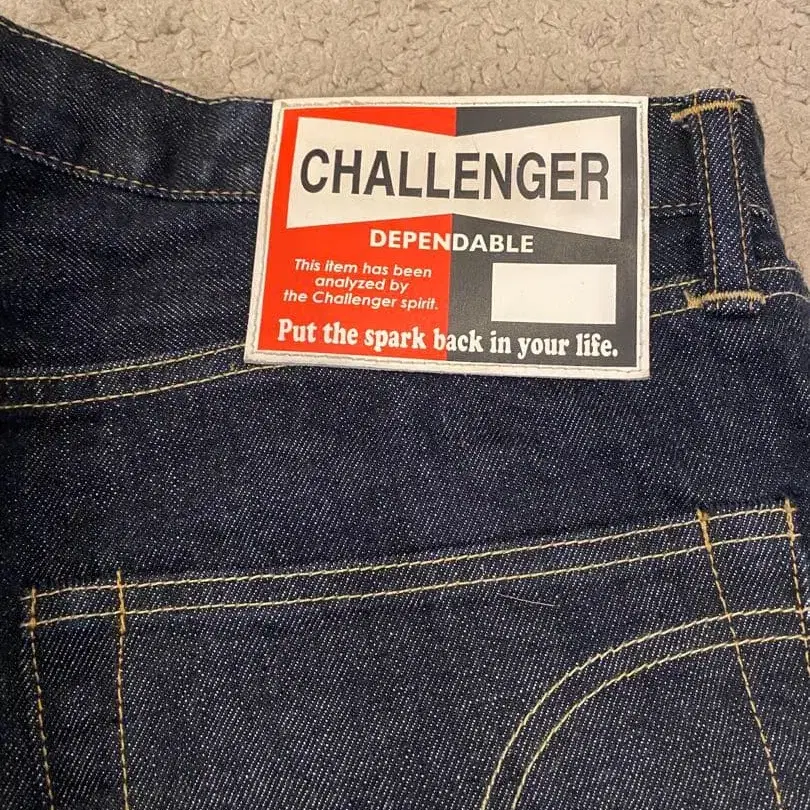 CHALLENGER
DEPENDABLE
This item has been
analyzed by
the Challenger spirit.
Put the spark back in your life.